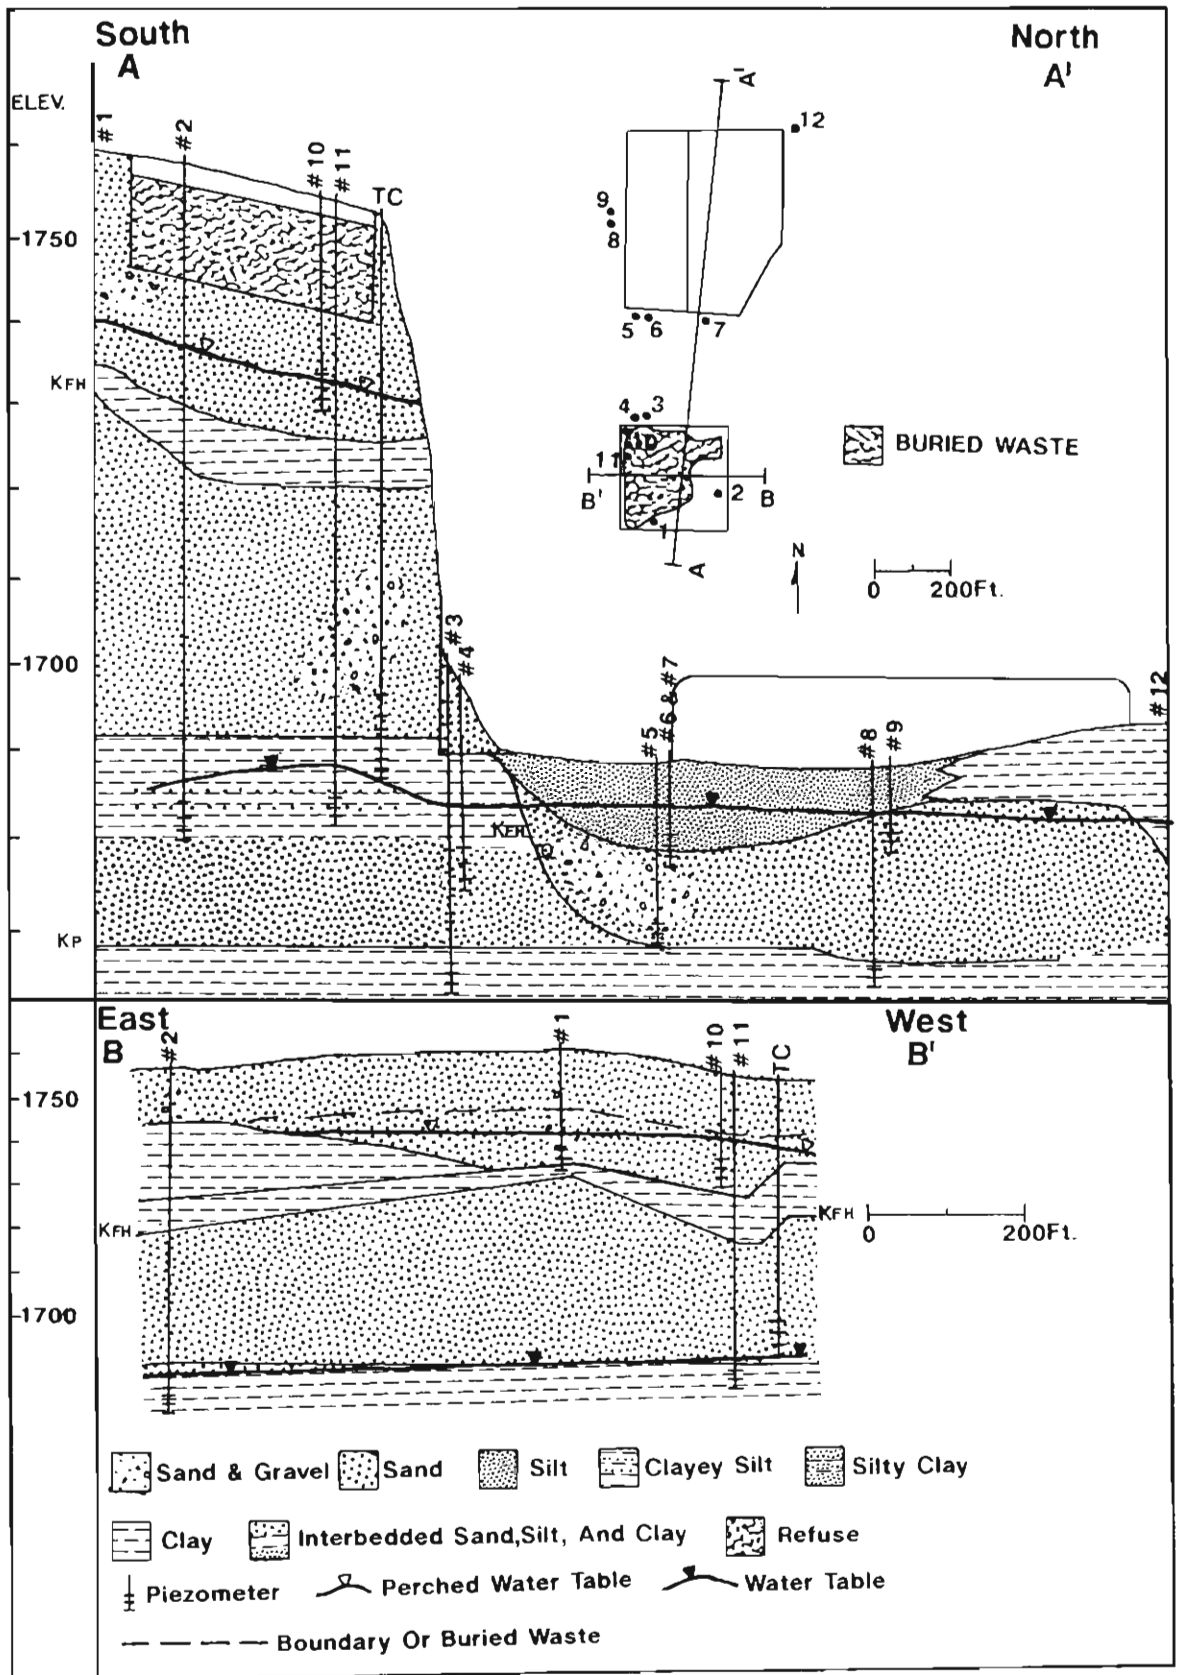 South
A
North
A'
ELEV.
#1
#2
#10
#11
TC
A'
12
1750
9
8
5 6
7
KFH
4 3
BURIED WASTE
11
B'
B
2
1
A
N
0 200Ft.
1700
#3
#4
#5
#6 & #7
#8
#9
#12
KFH
KP
East
B
West
B'
#2
#1
#10
#11
TC
1750
KFH
KFH
0 200Ft.
1700
Sand & Gravel Sand Silt Clayey Silt Silty Clay
Clay Interbedded Sand, Silt, And Clay Refuse
Piezometer Perched Water Table Water Table
Boundary Or Buried Waste